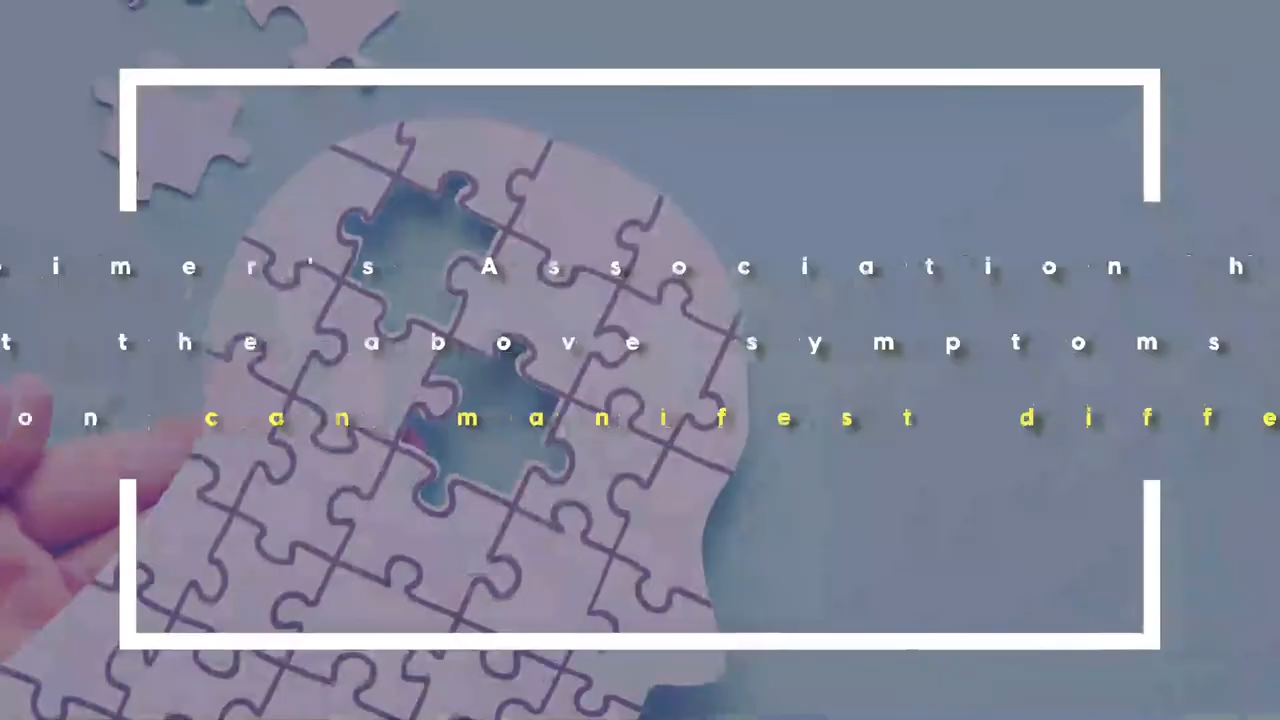 imer's Association h
t the above symptoms
on can manifest diffe